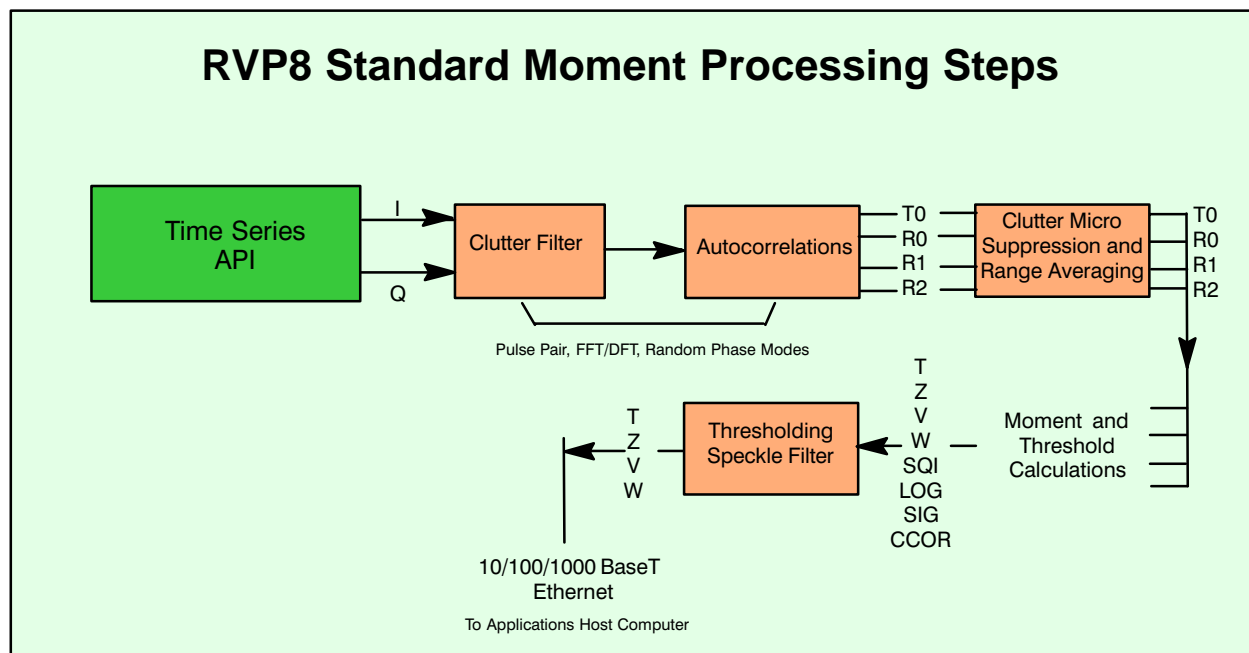 RVP8 Standard Moment Processing Steps
Time Series
API
I
Q
Clutter Filter
Autocorrelations
T0
R0
R1
R2
Clutter Micro
Suppression and
Range Averaging
T0
R0
R1
R2
Pulse Pair, FFT/DFT, Random Phase Modes
Moment and
Threshold
Calculations
T
Z
V
W
SQI
LOG
SIG
CCOR
Thresholding
Speckle Filter
T
Z
V
W
10/100/1000 BaseT
Ethernet
To Applications Host Computer